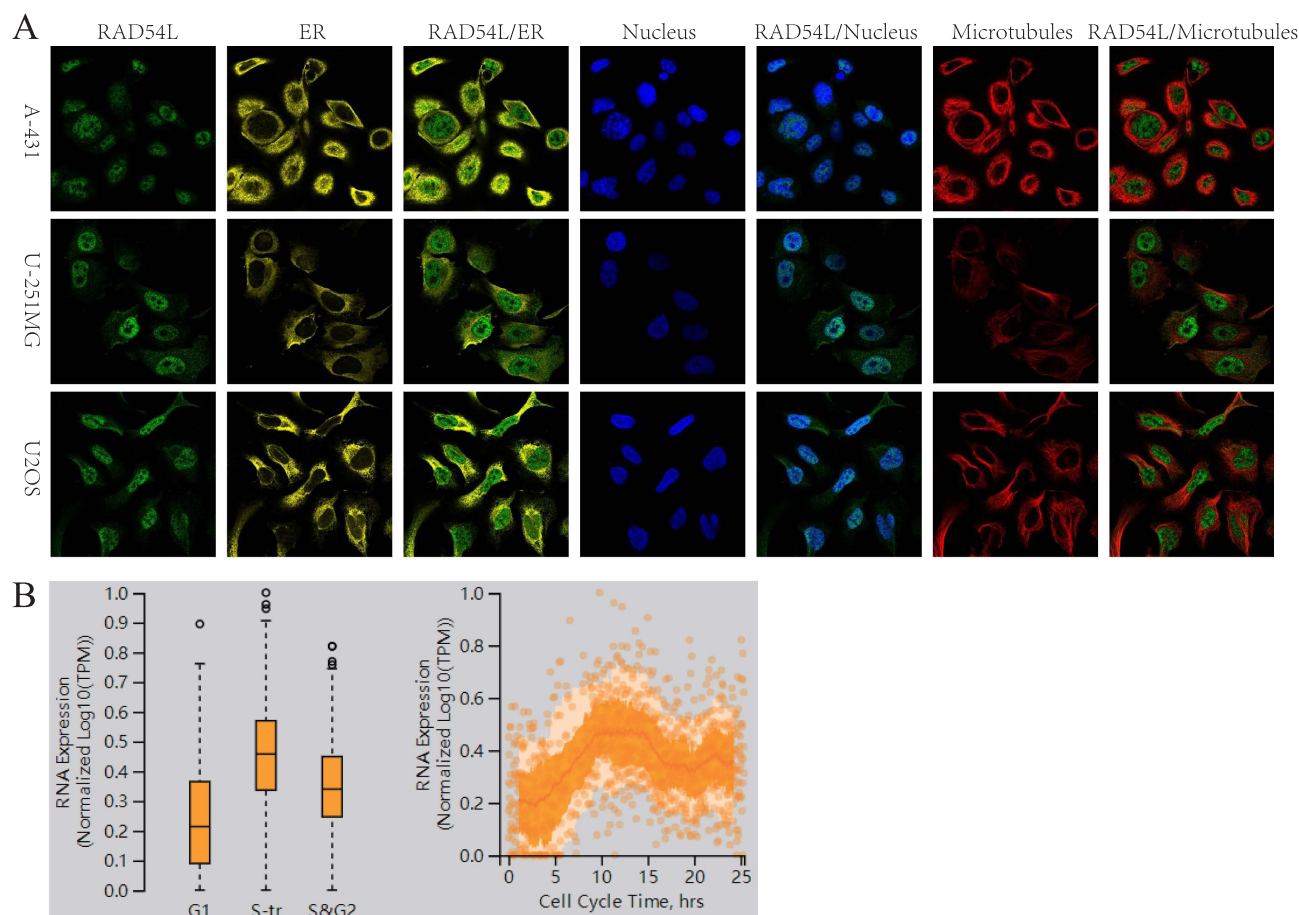 A
RAD54L ER RAD54L/ER Nucleus RAD54L/Nucleus Microtubules RAD54L/Microtubules
A-431
U-251MG
U2OS
B
RNA Expression
(Normalized Log10(TPM))
1.0
0.9
0.8
0.7
0.6
0.5
0.4
0.3
0.2
0.1
0.0
G1 S-tr S&G2
RNA Expression
(Normalized Log10(TPM))
1.0
0.8
0.6
0.4
0.2
0.0
0 5 10 15 20 25
Cell Cycle Time, hrs